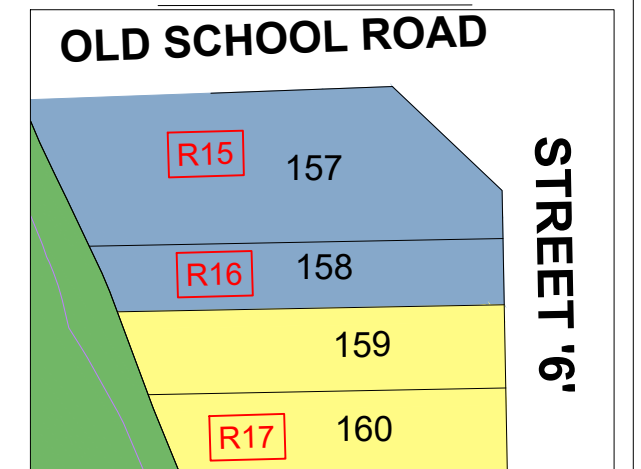 OLD SCHOOL ROAD
R15
157
R16
158
159
R17
160
STREET '6'